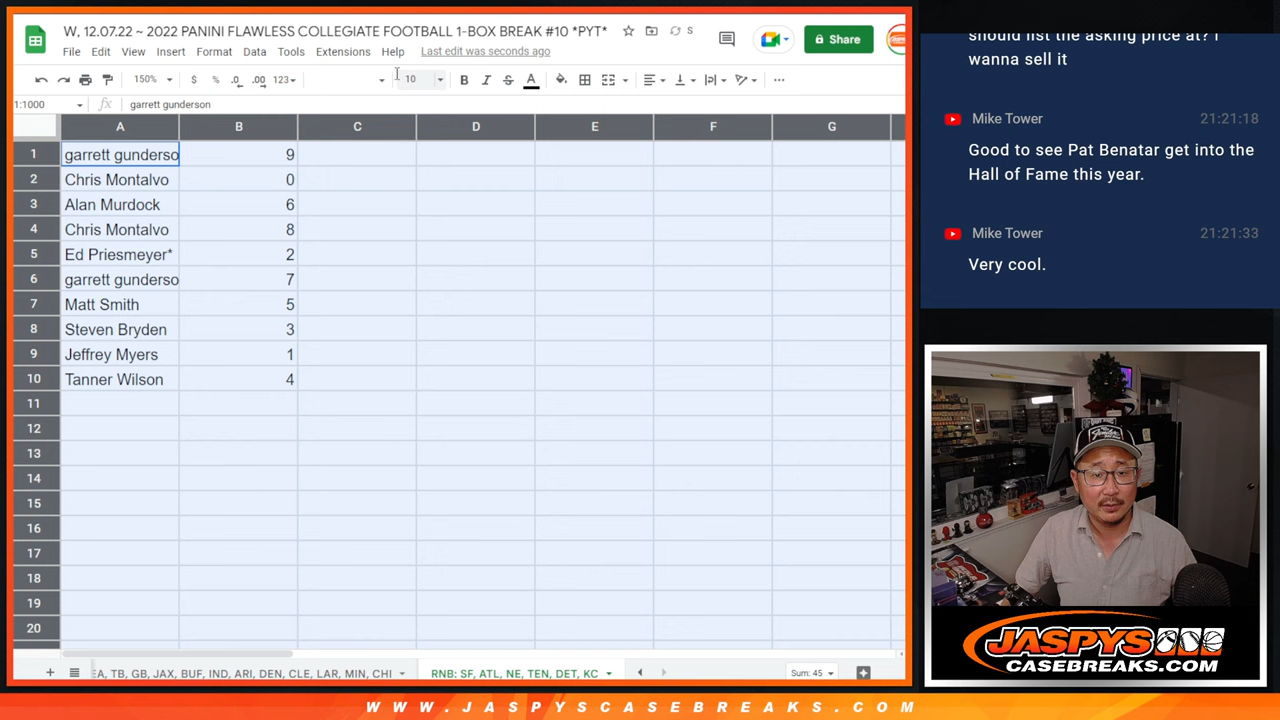 W, 12.07.22 ~ 2022 PANINI FLAWLESS COLLEGIATE FOOTBALL 1-BOX BREAK #10 *PYT*
S
Share
File Edit View Insert Format Data Tools Extensions Help Last edit was seconds ago
150% $ % .0 .00 123 10 B I S A
1:1000 fx garrett gunderson
A B C D E F G
1 garrett gunderso 9
2 Chris Montalvo 0
3 Alan Murdock 6
4 Chris Montalvo 8
5 Ed Priesmeyer* 2
6 garrett gunderso 7
7 Matt Smith 5
8 Steven Bryden 3
9 Jeffrey Myers 1
10 Tanner Wilson 4
11
12
13
14
15
16
17
18
19
20
EA, TB, GB, JAX, BUF, IND, ARI, DEN, CLE, LAR, MIN, CHI RNB: SF, ATL, NE, TEN, DET, KC Sum: 45
should list the asking price at? I
wanna sell it
Mike Tower 21:21:18
Good to see Pat Benatar get into the
Hall of Fame this year.
Mike Tower 21:21:33
Very cool.
JASPYS
CASEBREAKS.COM
WWW.JASPYSCASEBREAKS.COM